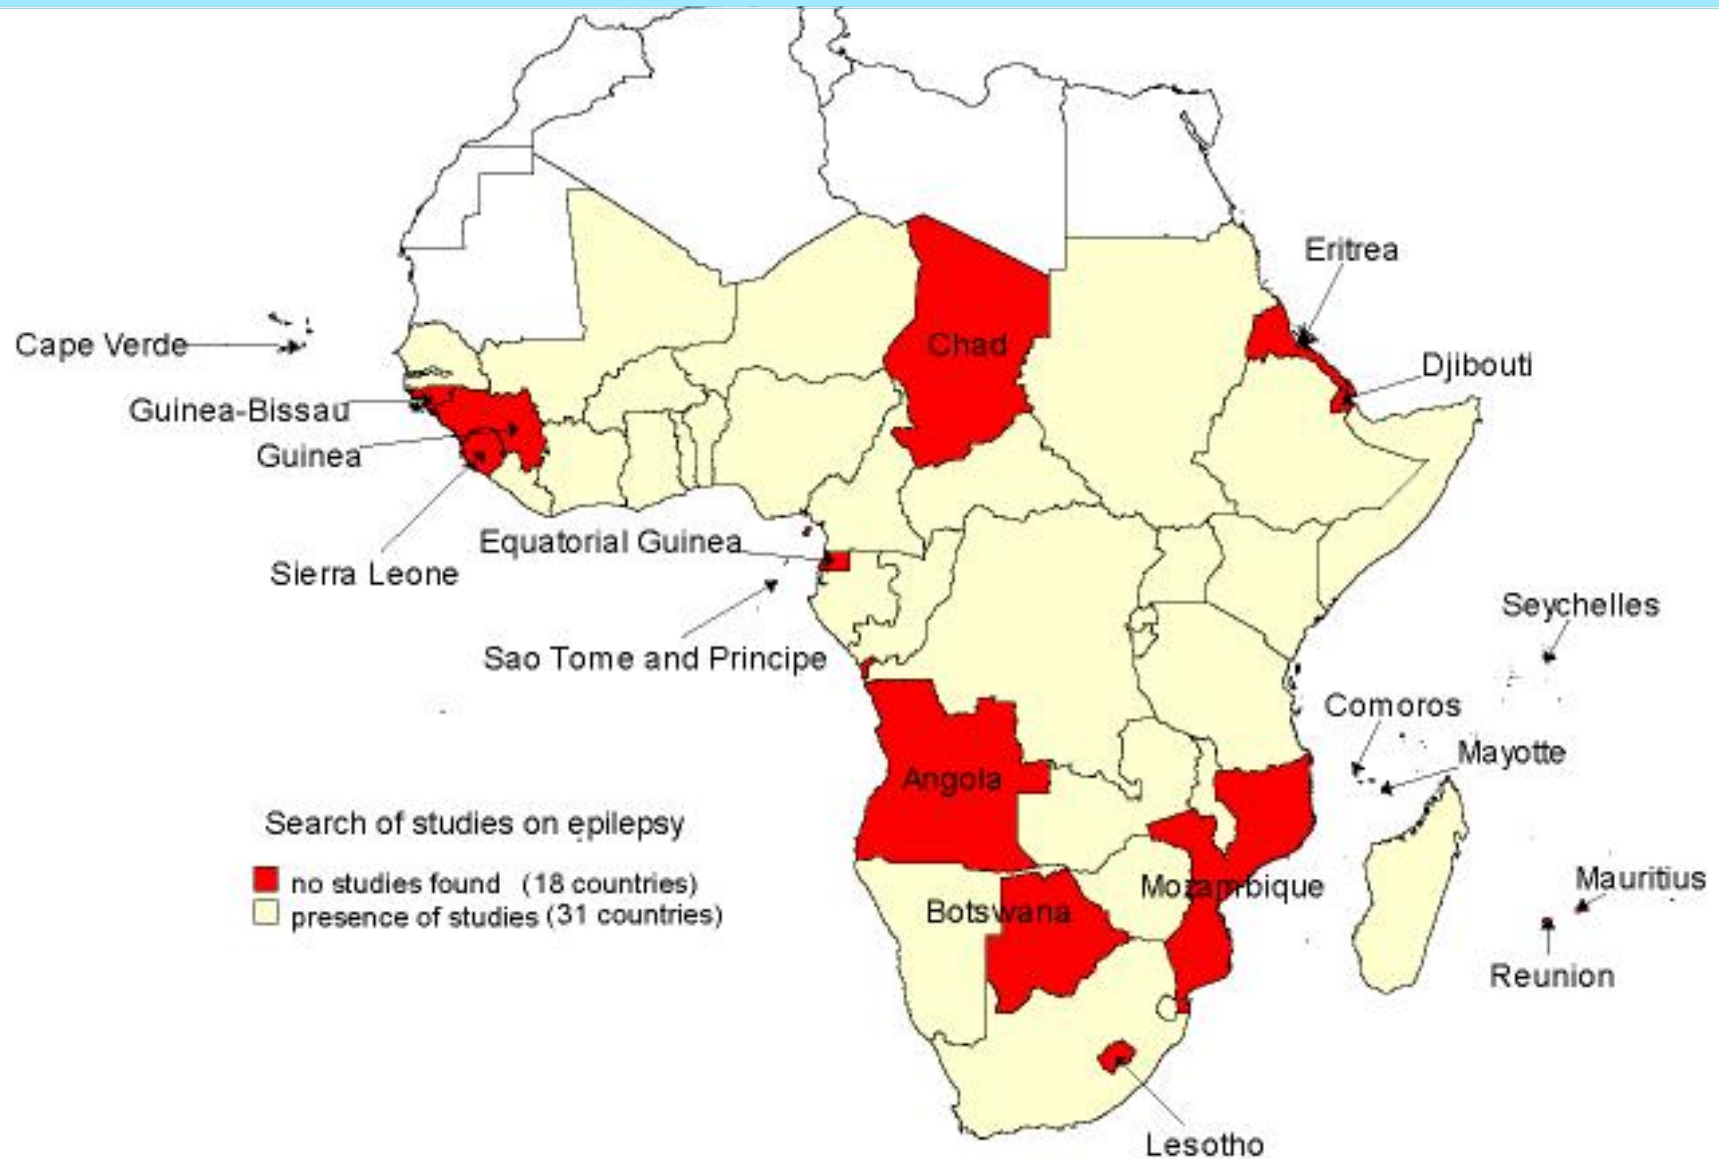 Eritrea
Cape Verde
Chad
Djibouti
Guinea-Bissau
Guinea
Equatorial Guinea
Sierra Leone
Seychelles
Sao Tome and Principe
Comoros
Mayotte
Angola
Search of studies on epilepsy
no studies found (18 countries)
presence of studies (31 countries)
Mozambique
Botswana
Mauritius
Reunion
Lesotho